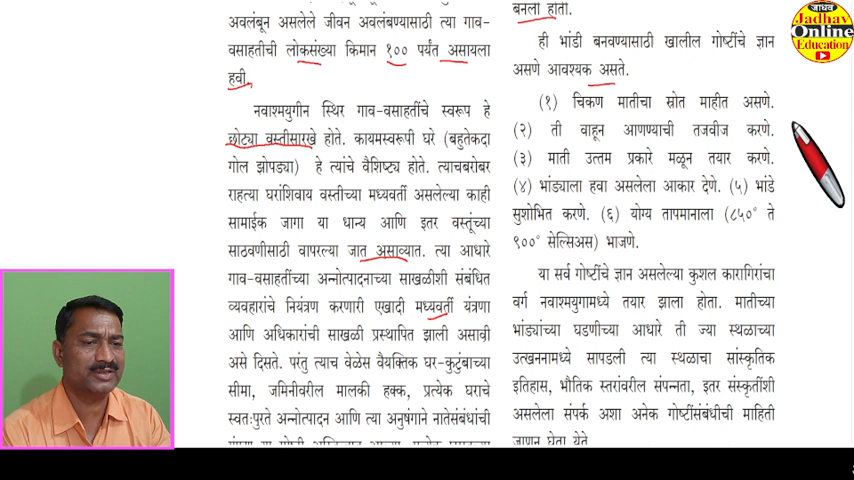 अवलंबून असलेले जीवन अवलंबण्यासाठी त्या गाव-
वसाहतीची लोकसंख्या किमान १०० पर्यंत असायला
हवी.
नवाश्मयुगीन स्थिर गाव-वसाहतींचे स्वरूप हे
छोट्या वस्तीसारखे होते. कायमस्वरूपी घरे (बहुतेकदा
गोल झोपड्या) हे त्यांचे वैशिष्ट्य होते. त्याचबरोबर
राहत्या घरांशिवाय वस्तीच्या मध्यवर्ती असलेल्या काही
सामाईक जागा या धान्य आणि इतर वस्तूंच्या
साठवणीसाठी वापरल्या जात असाव्यात. त्या आधारे
गाव-वसाहतींच्या अन्नोत्पादनाच्या साखळीशी संबंधित
व्यवहारांचे नियंत्रण करणारी एखादी मध्यवर्ती यंत्रणा
आणि अधिकारांची साखळी प्रस्थापित झाली असावी
असे दिसते. परंतु त्याच वेळेस वैयक्तिक घर-कुटुंबाच्या
सीमा, जमिनीवरील मालकी हक्क, प्रत्येक घराचे
स्वतःपुरते अन्नोत्पादन आणि त्या अनुषंगाने नातेसंबंधांची
बनली होती.
ही भांडी बनवण्यासाठी खालील गोष्टींचे ज्ञान
असणे आवश्यक असते.
(१) चिकण मातीचा स्रोत माहीत असणे.
(२) ती वाहून आणण्याची तजवीज करणे.
(३) माती उत्तम प्रकारे मळून तयार करणे.
(४) भांड्याला हवा असलेला आकार देणे. (५) भांडे
सुशोभित करणे. (६) योग्य तापमानाला (८५०° ते
९००° सेल्सिअस) भाजणे.
या सर्व गोष्टींचे ज्ञान असलेल्या कुशल कारागिरांचा
वर्ग नवाश्मयुगामध्ये तयार झाला होता. मातीच्या
भांड्यांच्या घडणीच्या आधारे ती ज्या स्थळाच्या
उत्खननामध्ये सापडली त्या स्थळाचा सांस्कृतिक
इतिहास, भौतिक स्तरांवरील संपन्नता, इतर संस्कृतींशी
असलेला संपर्क अशा अनेक गोष्टींसंबंधीची माहिती
जाणून घेता येते
जाधव
Jadhav
Online
Education